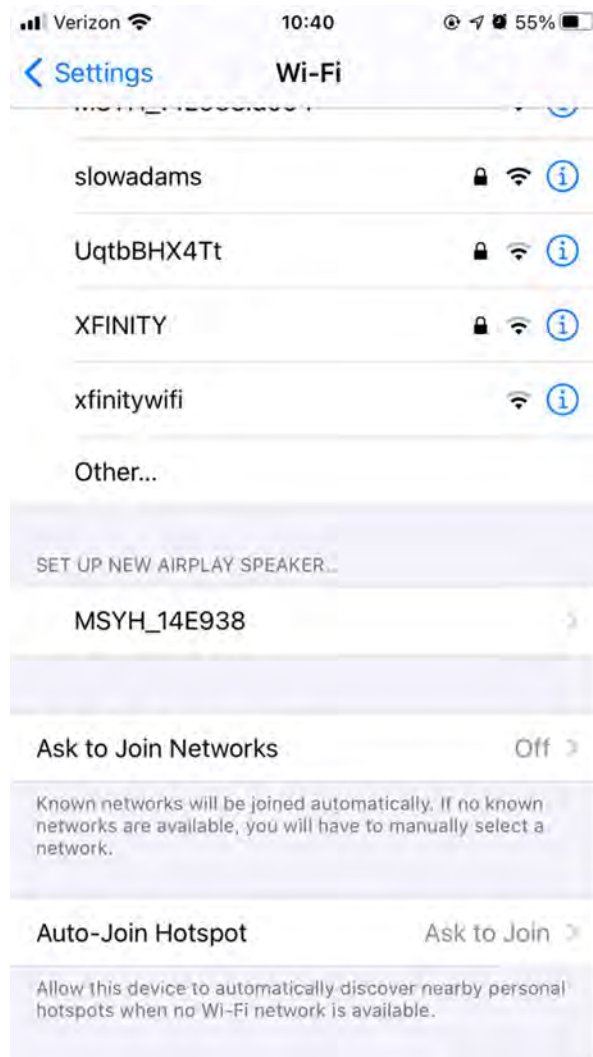 Verizon 10:40 55%
Settings Wi-Fi
slowadams
UqtbBHX4Tt
XFINITY
xfinitywifi
Other...
SET UP NEW AIRPLAY SPEAKER...
MSYH_14E938
Ask to Join Networks Off
Known networks will be joined automatically. If no known
networks are available, you will have to manually select a
network.
Auto-Join Hotspot Ask to Join
Allow this device to automatically discover nearby personal
hotspots when no Wi-Fi network is available.